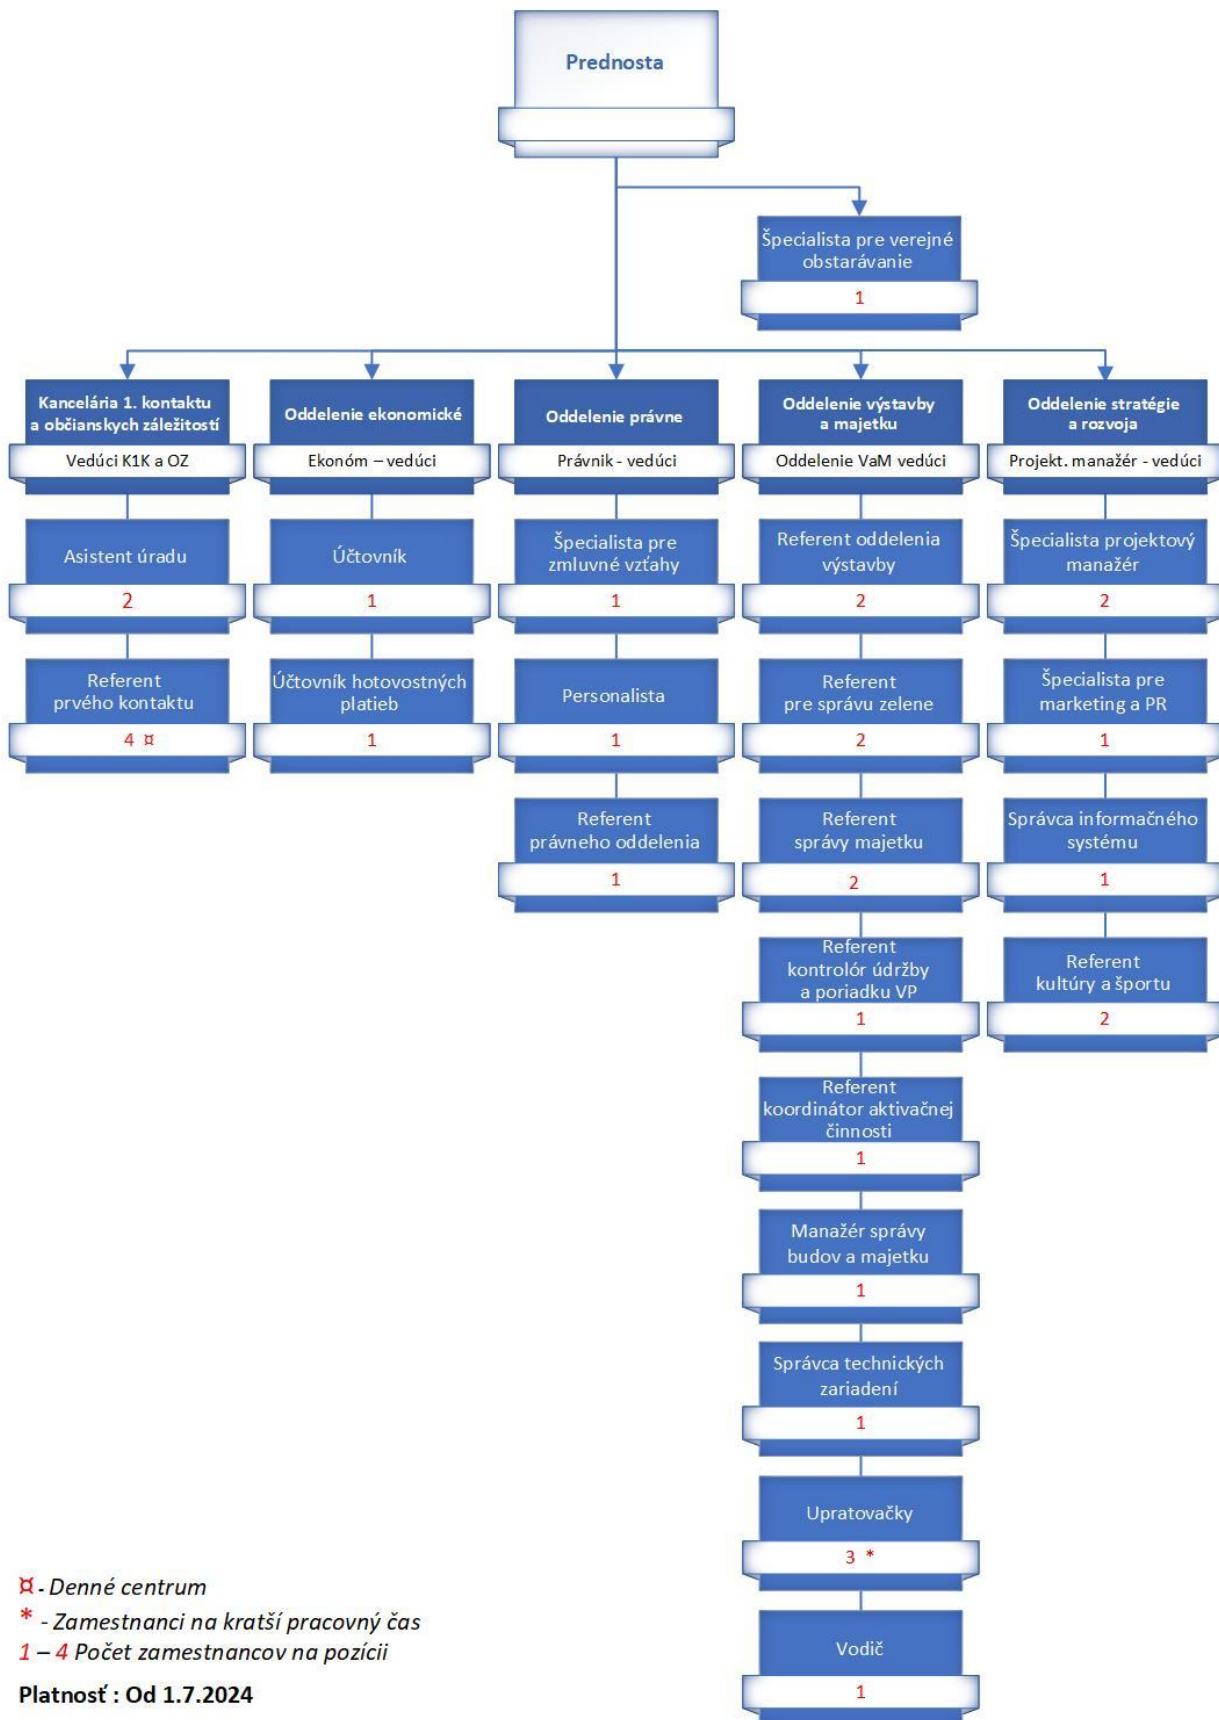 Prednosta
Špecialista pre verejné
obstarávanie
1
Kancelária 1. kontaktu
a občianskych záležitostí
Vedúci K1K a OZ
Asistent úradu
2
Referent
prvého kontaktu
4 ¤
Oddelenie ekonomické
Ekonóm – vedúci
Účtovník
1
Účtovník hotovostných
platieb
1
Oddelenie právne
Právnik - vedúci
Špecialista pre
zmluvné vzťahy
1
Personalista
1
Referent
právneho oddelenia
1
Oddelenie výstavby
a majetku
Oddelenie VaM vedúci
Referent oddelenia
výstavby
2
Referent
pre správu zelene
2
Referent
správy majetku
2
Referent
kontrolór údržby
a poriadku VP
1
Referent
koordinátor aktivačnej
činnosti
1
Manažér správy
budov a majetku
1
Správca technických
zariadení
1
Upratovačky
3 *
Vodič
1
Oddelenie stratégie
a rozvoja
Projekt. manažér - vedúci
Špecialista projektový
manažér
2
Špecialista pre
marketing a PR
1
Správca informačného
systému
1
Referent
kultúry a športu
2
¤ - Denné centrum
* - Zamestnanci na kratší pracovný čas
1 – 4 Počet zamestnancov na pozícii
Platnosť : Od 1.7.2024